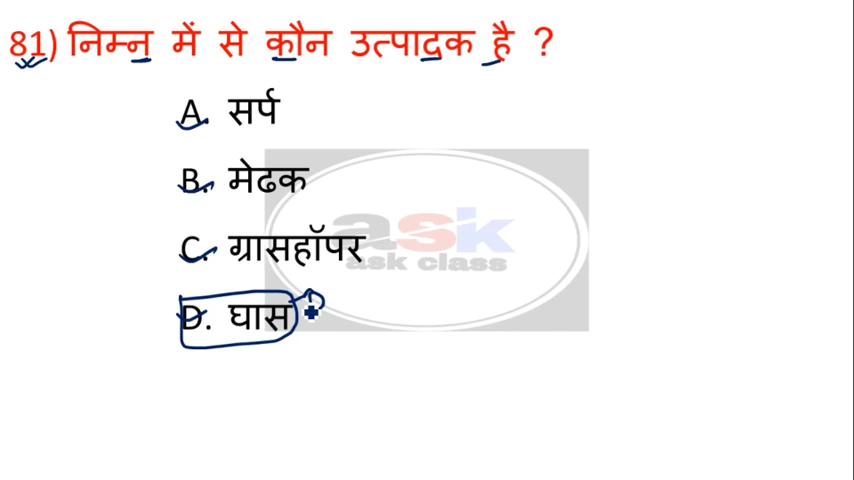 81) निम्न में से कौन उत्पादक है ?
A. सर्प
B. मेढक
C. ग्रासहॉपर
D. घास
ask
ask class